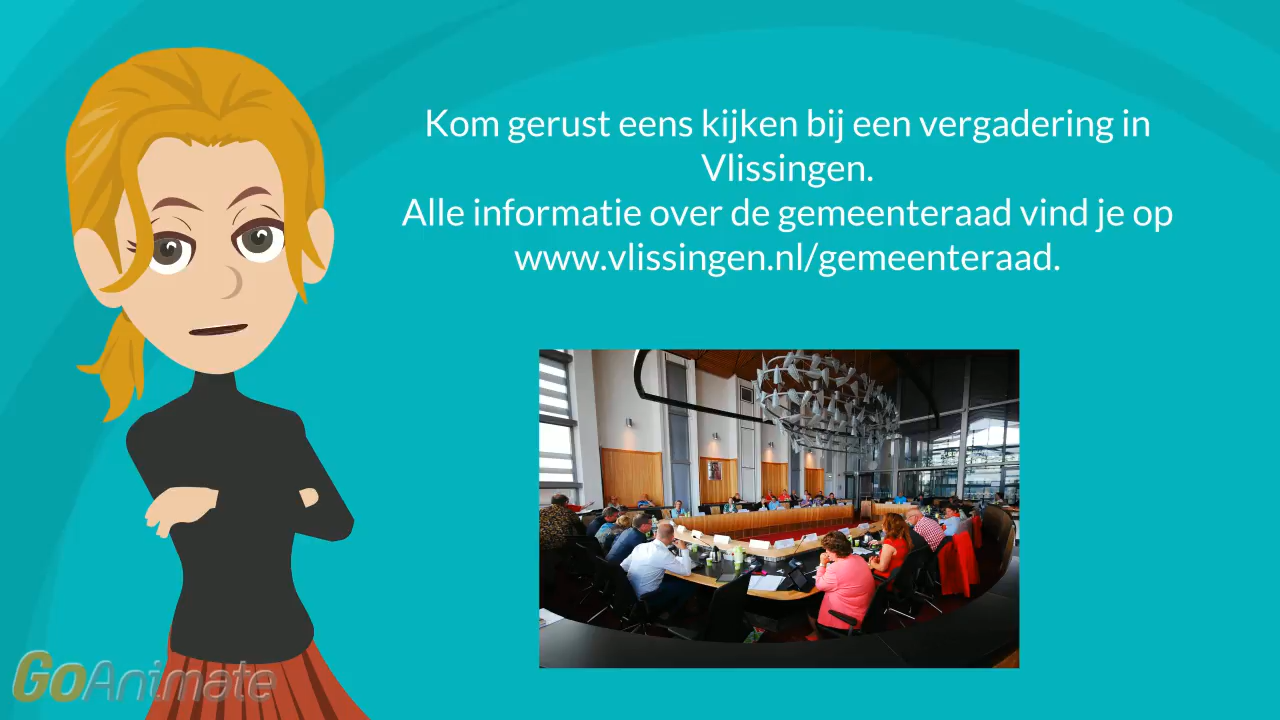 Kom gerust eens kijken bij een vergadering in
Vlissingen.
Alle informatie over de gemeenteraad vind je op
www.vlissingen.nl/gemeenteraad.
GoAnimate